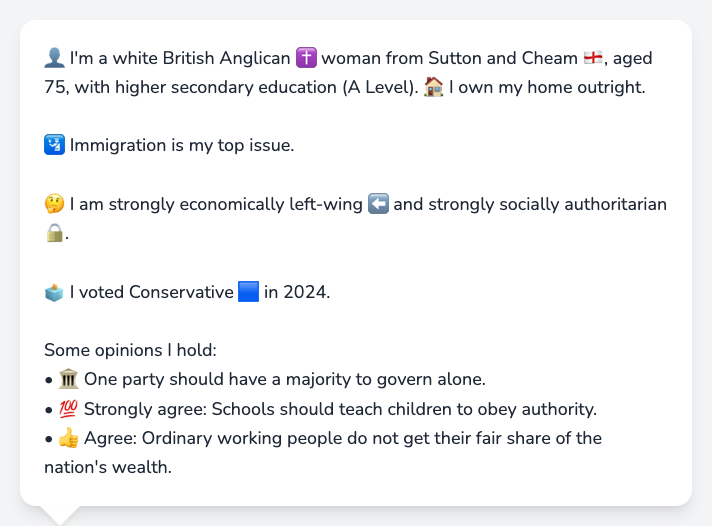 👤 I'm a white British Anglican ✝️ woman from Sutton and Cheam 🏴󠁧󠁢󠁥󠁮󠁧󠁿, aged
75, with higher secondary education (A Level). 🏠 I own my home outright.
🛂 Immigration is my top issue.
🤔 I am strongly economically left-wing ⬅️ and strongly socially authoritarian
🔒.
🗳️ I voted Conservative 🟦 in 2024.
Some opinions I hold:
• 🏛️ One party should have a majority to govern alone.
• 💯 Strongly agree: Schools should teach children to obey authority.
• 👍 Agree: Ordinary working people do not get their fair share of the
nation's wealth.